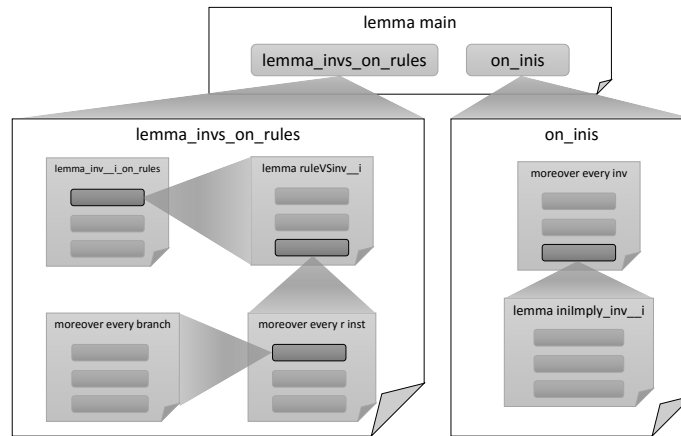 lemma main
lemma_invs_on_rules
on_inis
lemma_invs_on_rules
on_inis
lemma_inv__i_on_rules
lemma ruleVSinv__i
moreover every inv
moreover every branch
moreover every r inst
lemma iniImply_inv__i